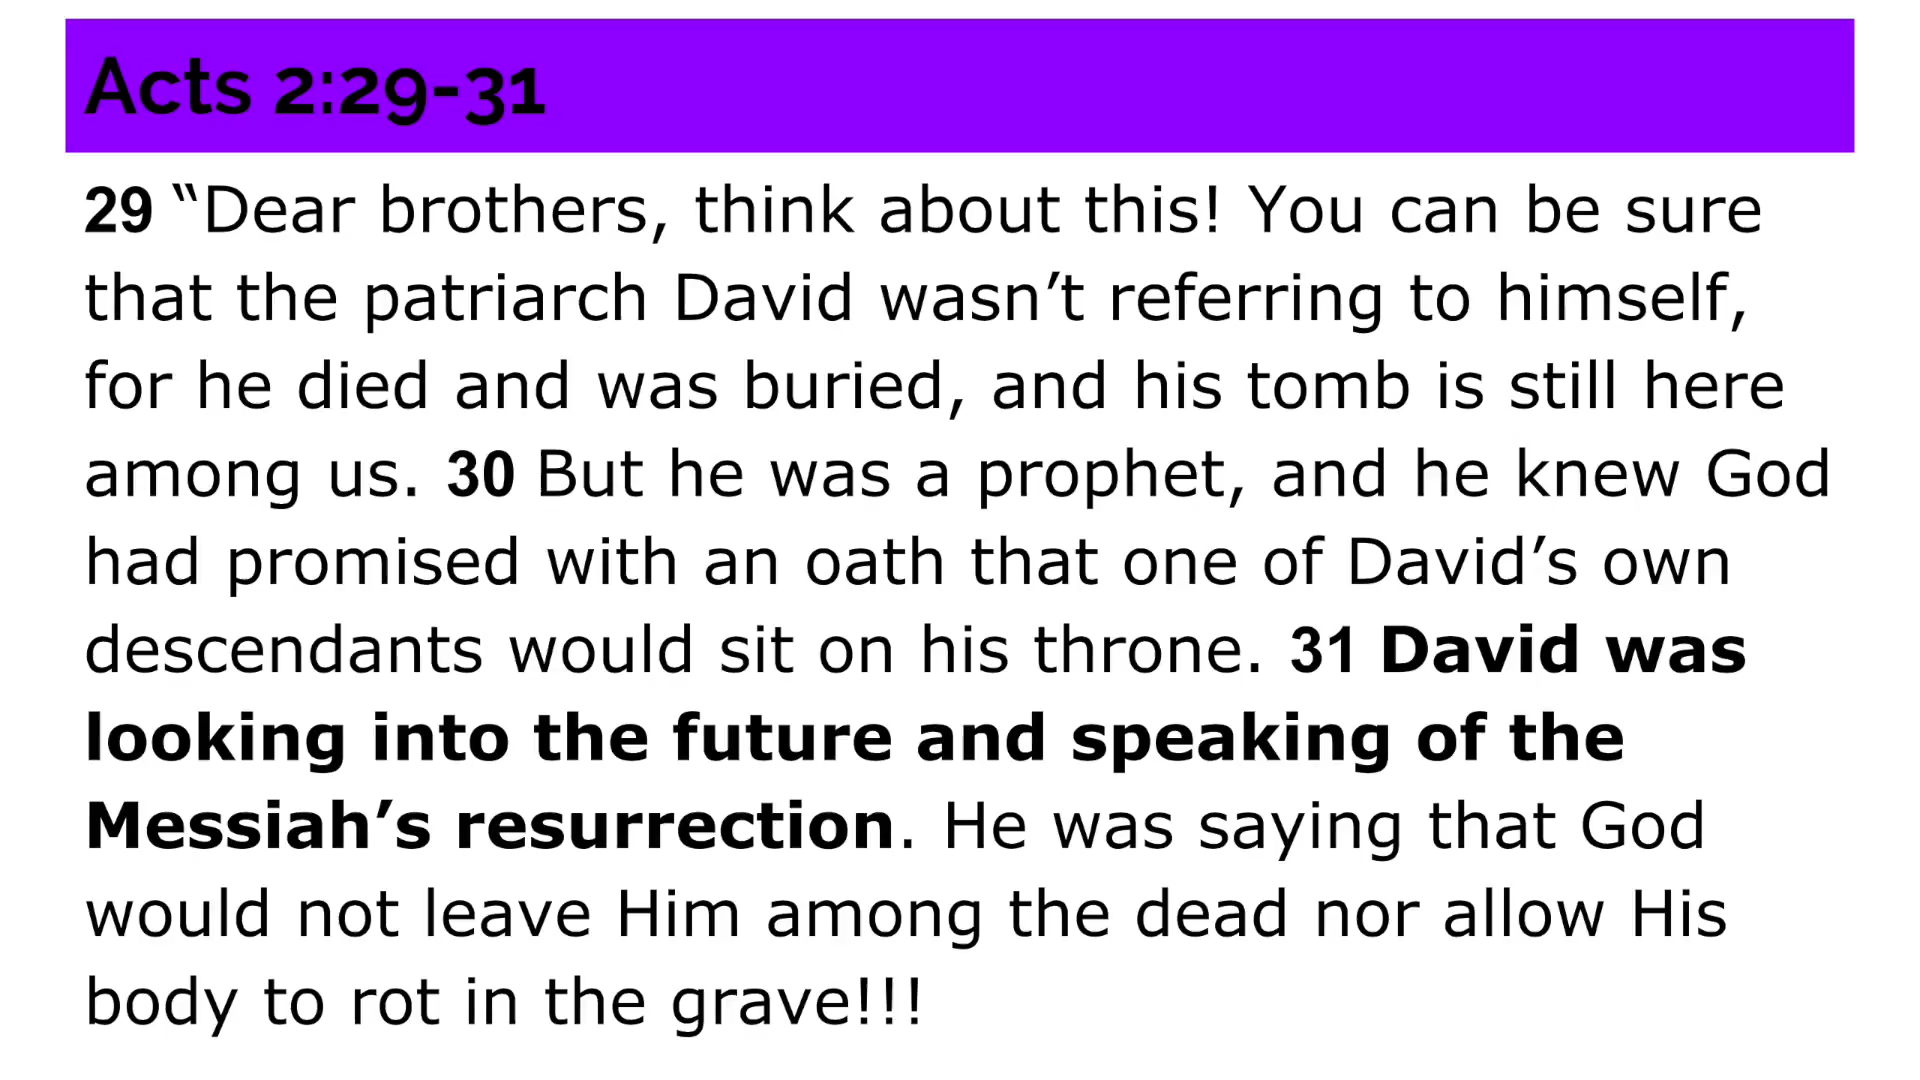 Acts 2:29-31
29 “Dear brothers, think about this! You can be sure
that the patriarch David wasn’t referring to himself,
for he died and was buried, and his tomb is still here
among us. 30 But he was a prophet, and he knew God
had promised with an oath that one of David’s own
descendants would sit on his throne. 31 David was
looking into the future and speaking of the
Messiah’s resurrection. He was saying that God
would not leave Him among the dead nor allow His
body to rot in the grave!!!